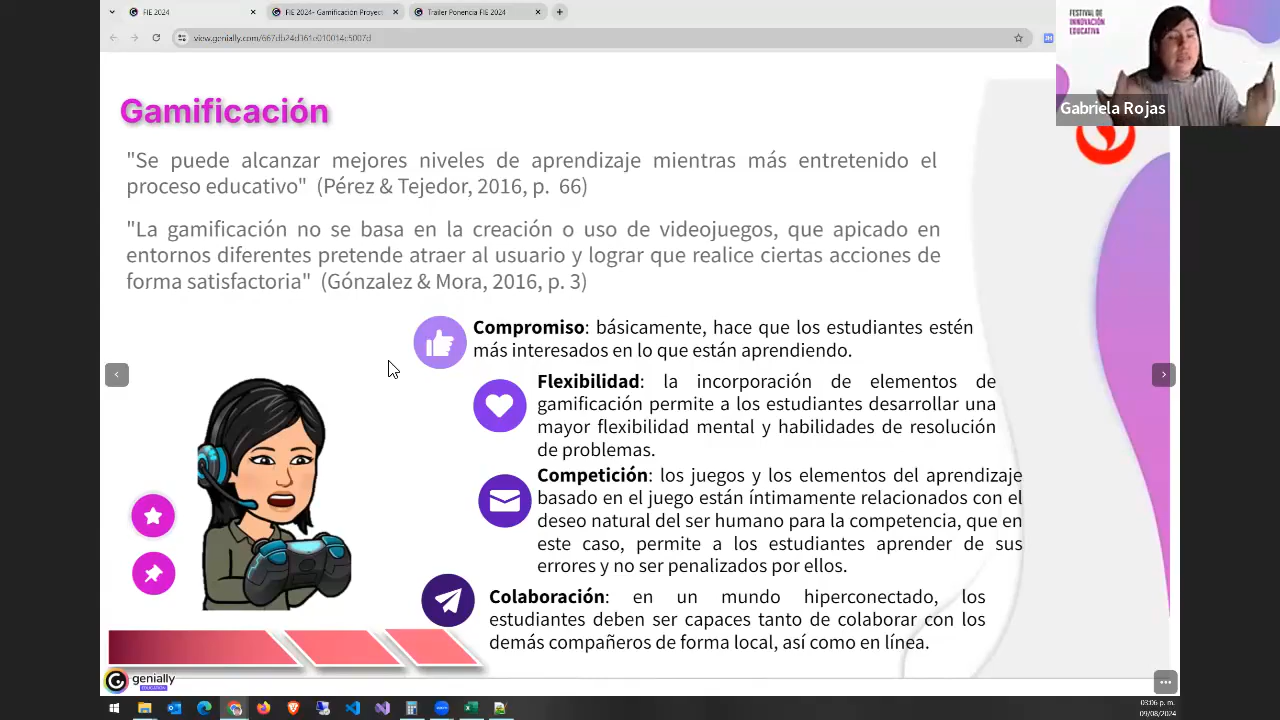 FIE 2024
FIE 2024- Gamificación Proyect
Trailer Ponencia FIE 2024
FESTIVAL DE
INNOVACIÓN
EDUCATIVA
Gabriela Rojas
Gamificación
"Se puede alcanzar mejores niveles de aprendizaje mientras más entretenido el
proceso educativo" (Pérez & Tejedor, 2016, p. 66)
"La gamificación no se basa en la creación o uso de videojuegos, que apicado en
entornos diferentes pretende atraer al usuario y lograr que realice ciertas acciones de
forma satisfactoria" (Gónzalez & Mora, 2016, p. 3)
Compromiso: básicamente, hace que los estudiantes estén
más interesados en lo que están aprendiendo.
Flexibilidad: la incorporación de elementos de
gamificación permite a los estudiantes desarrollar una
mayor flexibilidad mental y habilidades de resolución
de problemas.
Competición: los juegos y los elementos del aprendizaje
basado en el juego están íntimamente relacionados con el
deseo natural del ser humano para la competencia, que en
este caso, permite a los estudiantes aprender de sus
errores y no ser penalizados por ellos.
Colaboración: en un mundo hiperconectado, los
estudiantes deben ser capaces tanto de colaborar con los
demás compañeros de forma local, así como en línea.
genially
EDUCATION
03:06 p. m.
09/08/2024